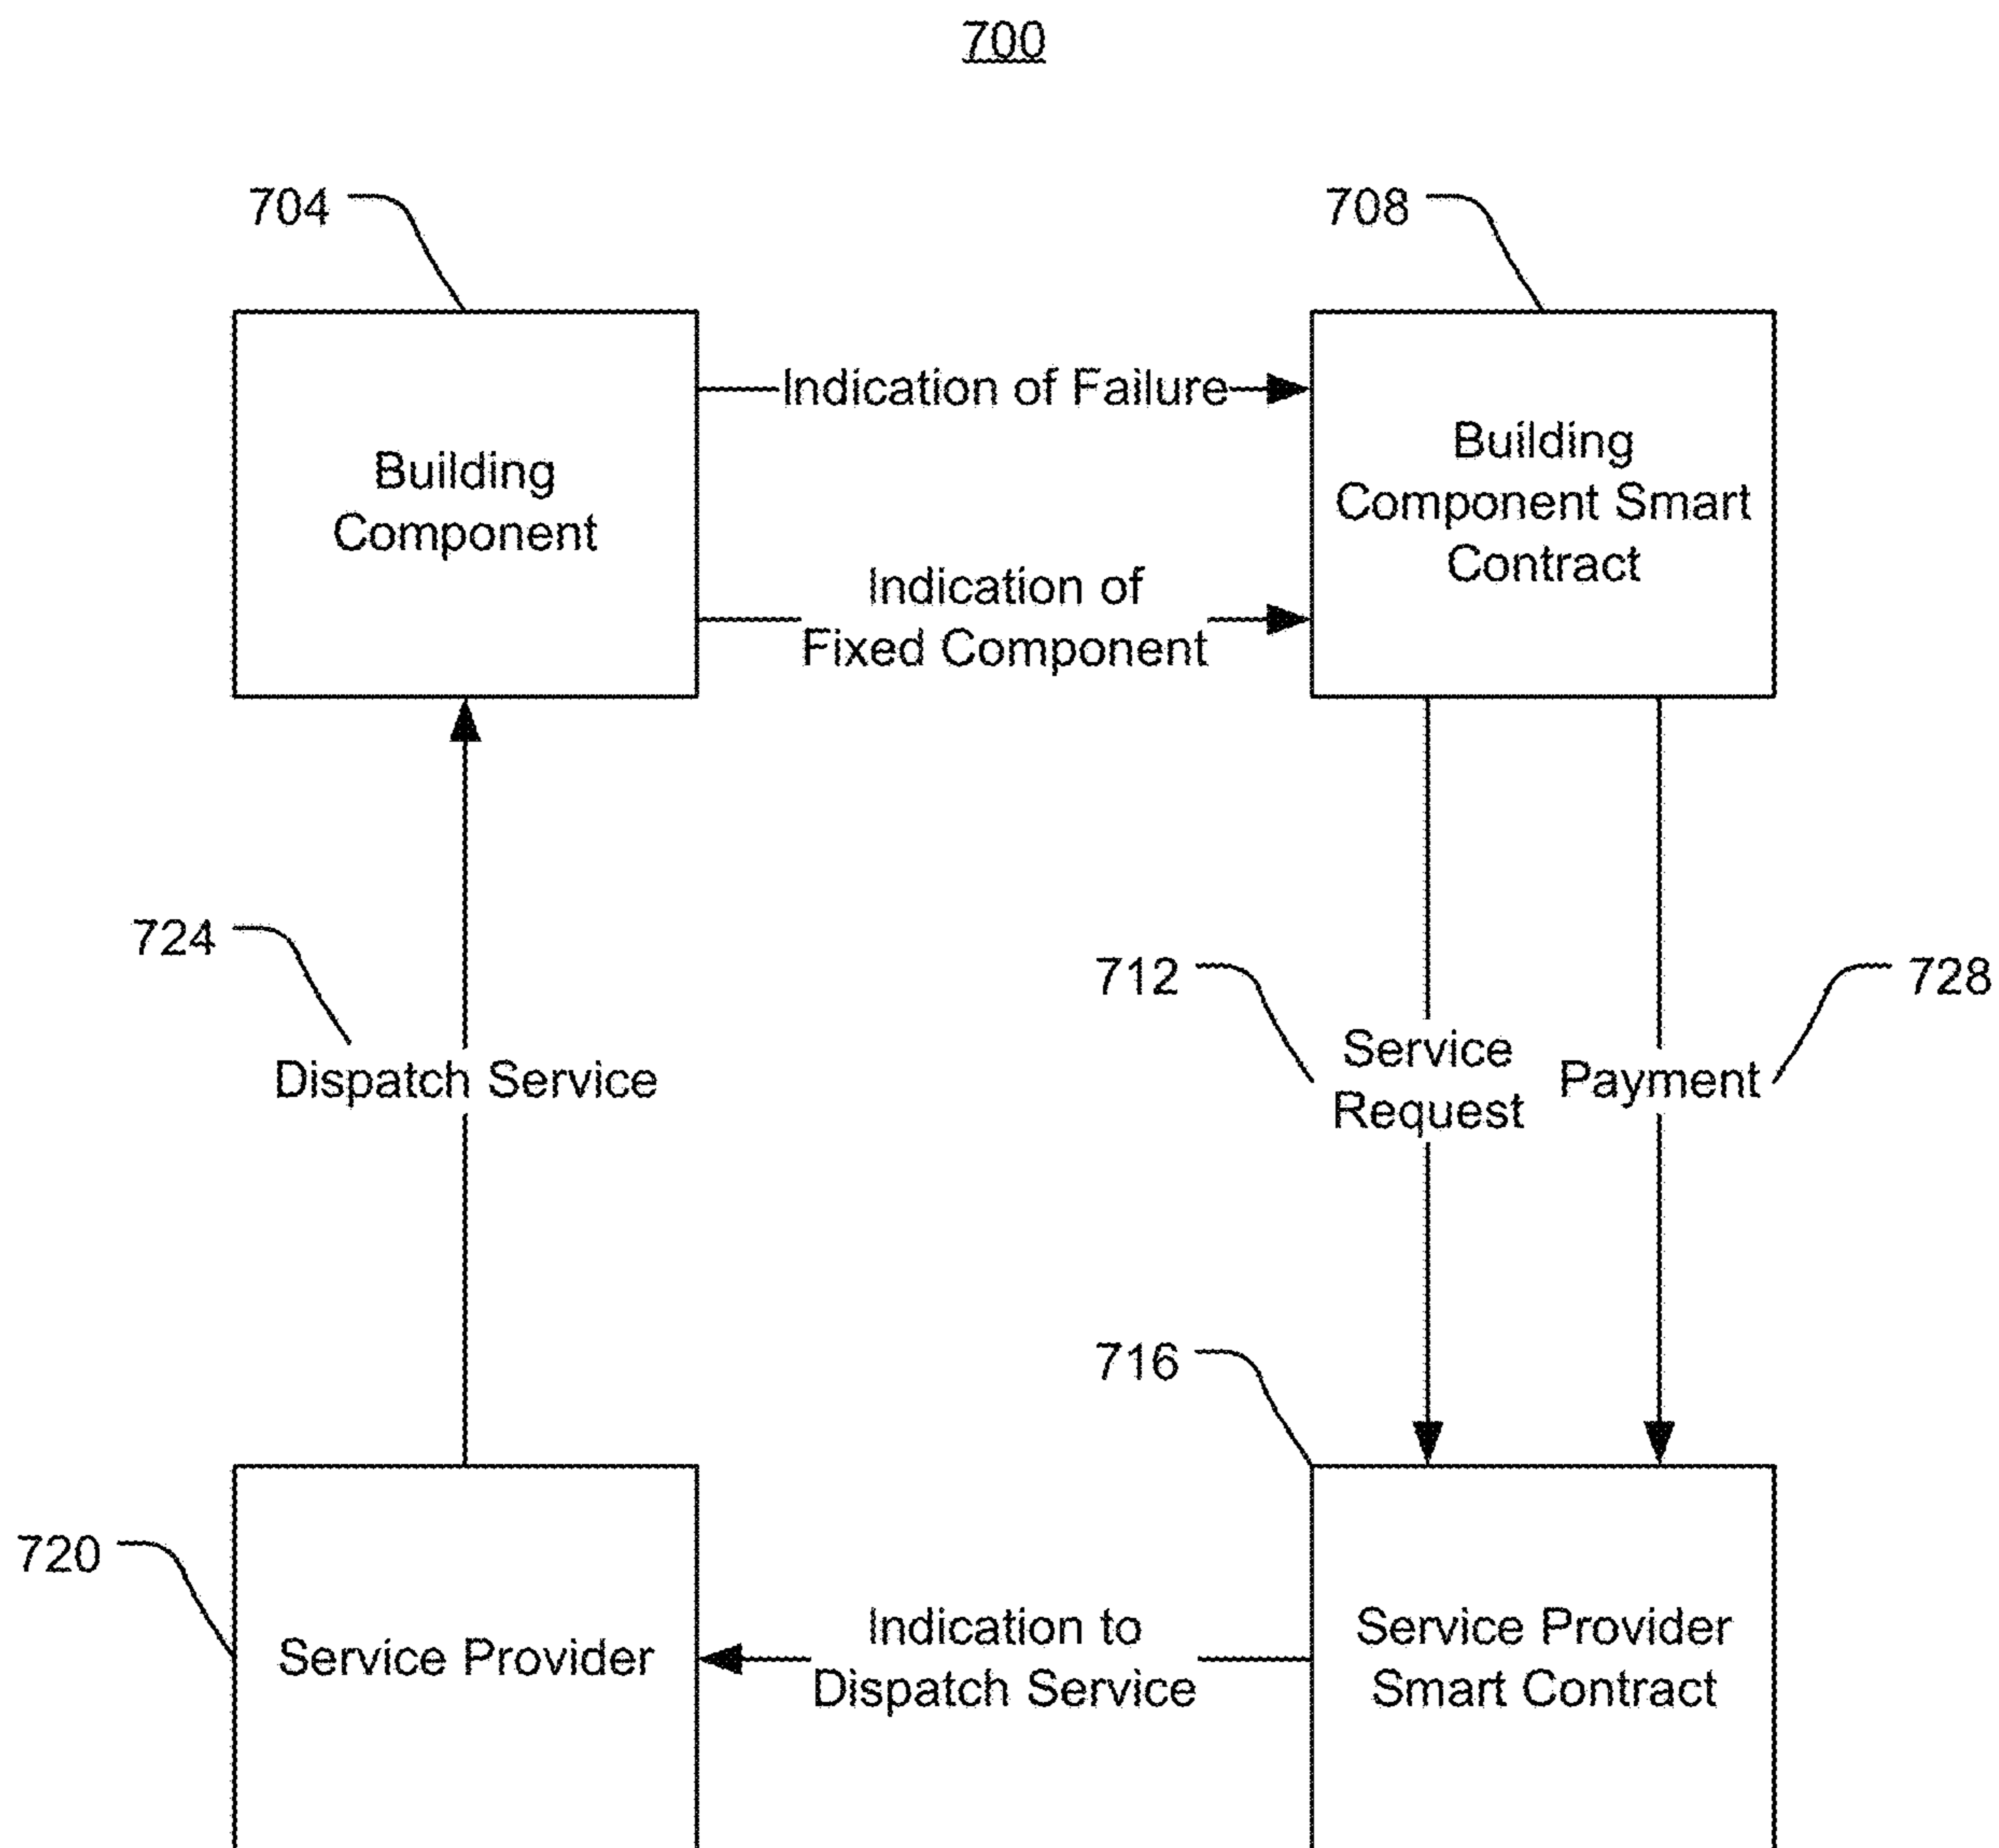 700
704
708
Indication of Failure
Building
Component
Building
Component Smart
Contract
Indication of
Fixed Component
724
712
728
Dispatch Service
Service
Request
Payment
716
720
Service Provider
Indication to
Dispatch Service
Service Provider
Smart Contract